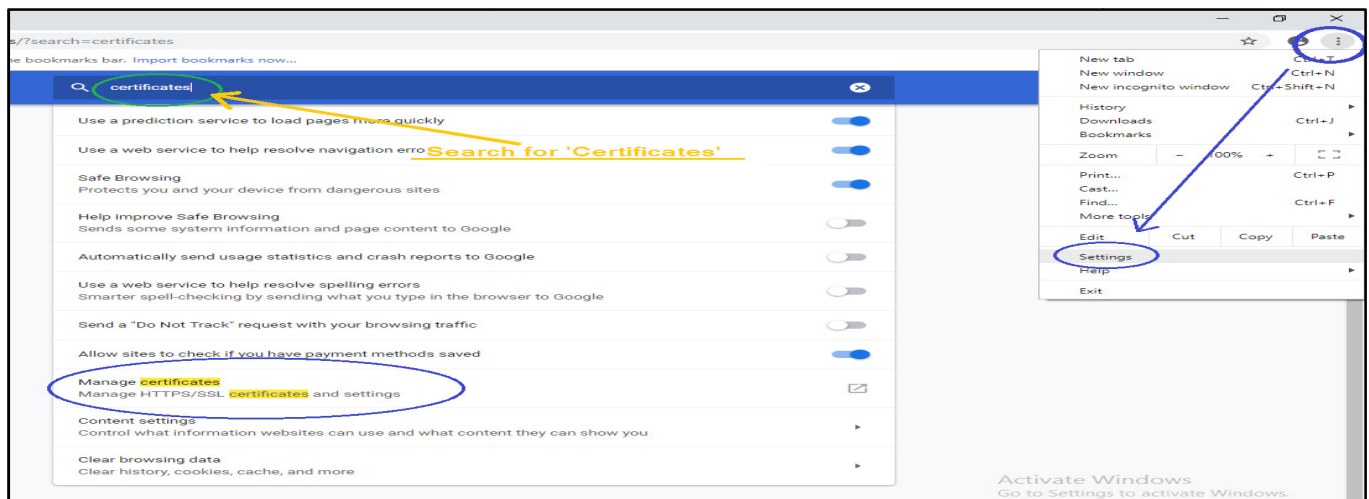 s/?search=certificates
e bookmarks bar. Import bookmarks now...
certificates
Use a prediction service to load pages more quickly
Use a web service to help resolve navigation erro
Search for 'Certificates'
Safe Browsing
Protects you and your device from dangerous sites
Help improve Safe Browsing
Sends some system information and page content to Google
Automatically send usage statistics and crash reports to Google
Use a web service to help resolve spelling errors
Smarter spell-checking by sending what you type in the browser to Google
Send a "Do Not Track" request with your browsing traffic
Allow sites to check if you have payment methods saved
Manage certificates
Manage HTTPS/SSL certificates and settings
Content settings
Control what information websites can use and what content they can show you
Clear browsing data
Clear history, cookies, cache, and more
New tab Ctrl+T
New window Ctrl+N
New incognito window Ctrl+Shift+N
History
Downloads Ctrl+J
Bookmarks
Zoom - 100% +
Print... Ctrl+P
Cast...
Find... Ctrl+F
More tools
Edit Cut Copy Paste
Settings
Help
Exit
Activate Windows
Go to Settings to activate Windows.